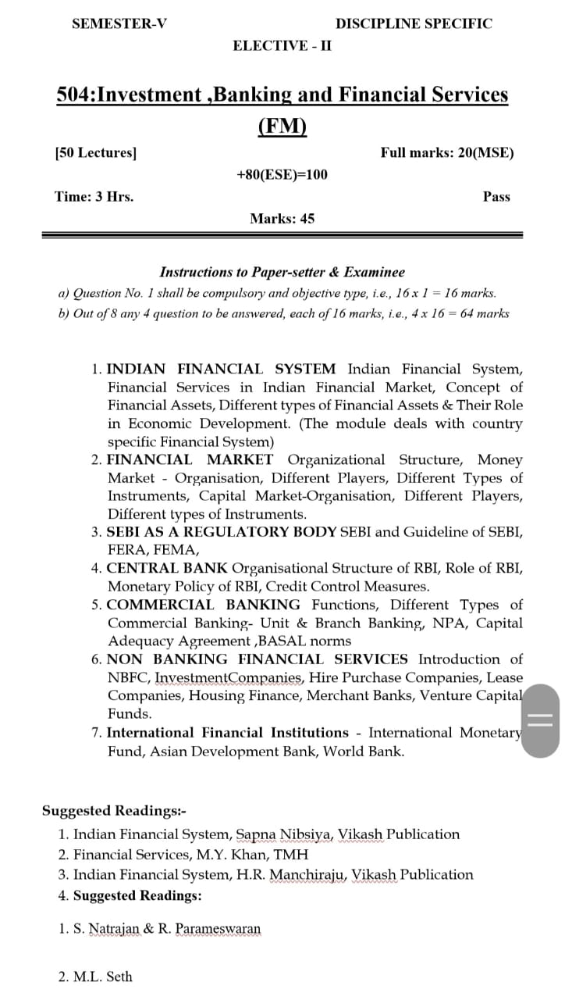 SEMESTER-V DISCIPLINE SPECIFIC
ELECTIVE - II
504:Investment ,Banking and Financial Services
(FM)
[50 Lectures] Full marks: 20(MSE)
+80(ESE)=100
Time: 3 Hrs. Pass
Marks: 45
Instructions to Paper-setter & Examinee
a) Question No. 1 shall be compulsory and objective type, i.e., 16 x 1 = 16 marks.
b) Out of 8 any 4 question to be answered, each of 16 marks, i.e., 4 x 16 = 64 marks
1. INDIAN FINANCIAL SYSTEM Indian Financial System,
Financial Services in Indian Financial Market, Concept of
Financial Assets, Different types of Financial Assets & Their Role
in Economic Development. (The module deals with country
specific Financial System)
2. FINANCIAL MARKET Organizational Structure, Money
Market - Organisation, Different Players, Different Types of
Instruments, Capital Market-Organisation, Different Players,
Different types of Instruments.
3. SEBI AS A REGULATORY BODY SEBI and Guideline of SEBI,
FERA, FEMA,
4. CENTRAL BANK Organisational Structure of RBI, Role of RBI,
Monetary Policy of RBI, Credit Control Measures.
5. COMMERCIAL BANKING Functions, Different Types of
Commercial Banking- Unit & Branch Banking, NPA, Capital
Adequacy Agreement ,BASAL norms
6. NON BANKING FINANCIAL SERVICES Introduction of
NBFC, InvestmentCompanies, Hire Purchase Companies, Lease
Companies, Housing Finance, Merchant Banks, Venture Capital
Funds.
7. International Financial Institutions - International Monetary
Fund, Asian Development Bank, World Bank.
Suggested Readings:-
1. Indian Financial System, Sapna Nibsiya, Vikash Publication
2. Financial Services, M.Y. Khan, TMH
3. Indian Financial System, H.R. Manchiraju, Vikash Publication
4. Suggested Readings:
1. S. Natrajan & R. Parameswaran
2. M.L. Seth